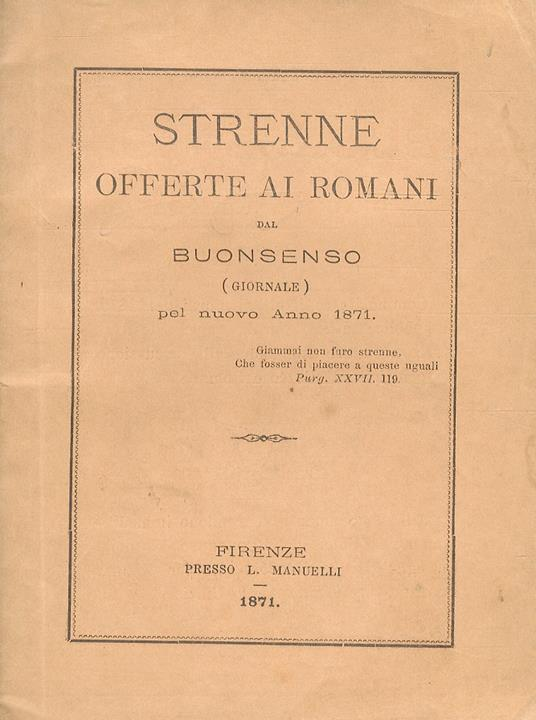 STRENNE
OFFERTE AI ROMANI
DAL
BUONSENSO
(GIORNALE)
pel nuovo Anno 1871.
Giammai non furo strenne,
Che fosser di piacere a queste uguali
Purg. XXVII. 119.
FIRENZE
PRESSO L. MANUELLI
1871.